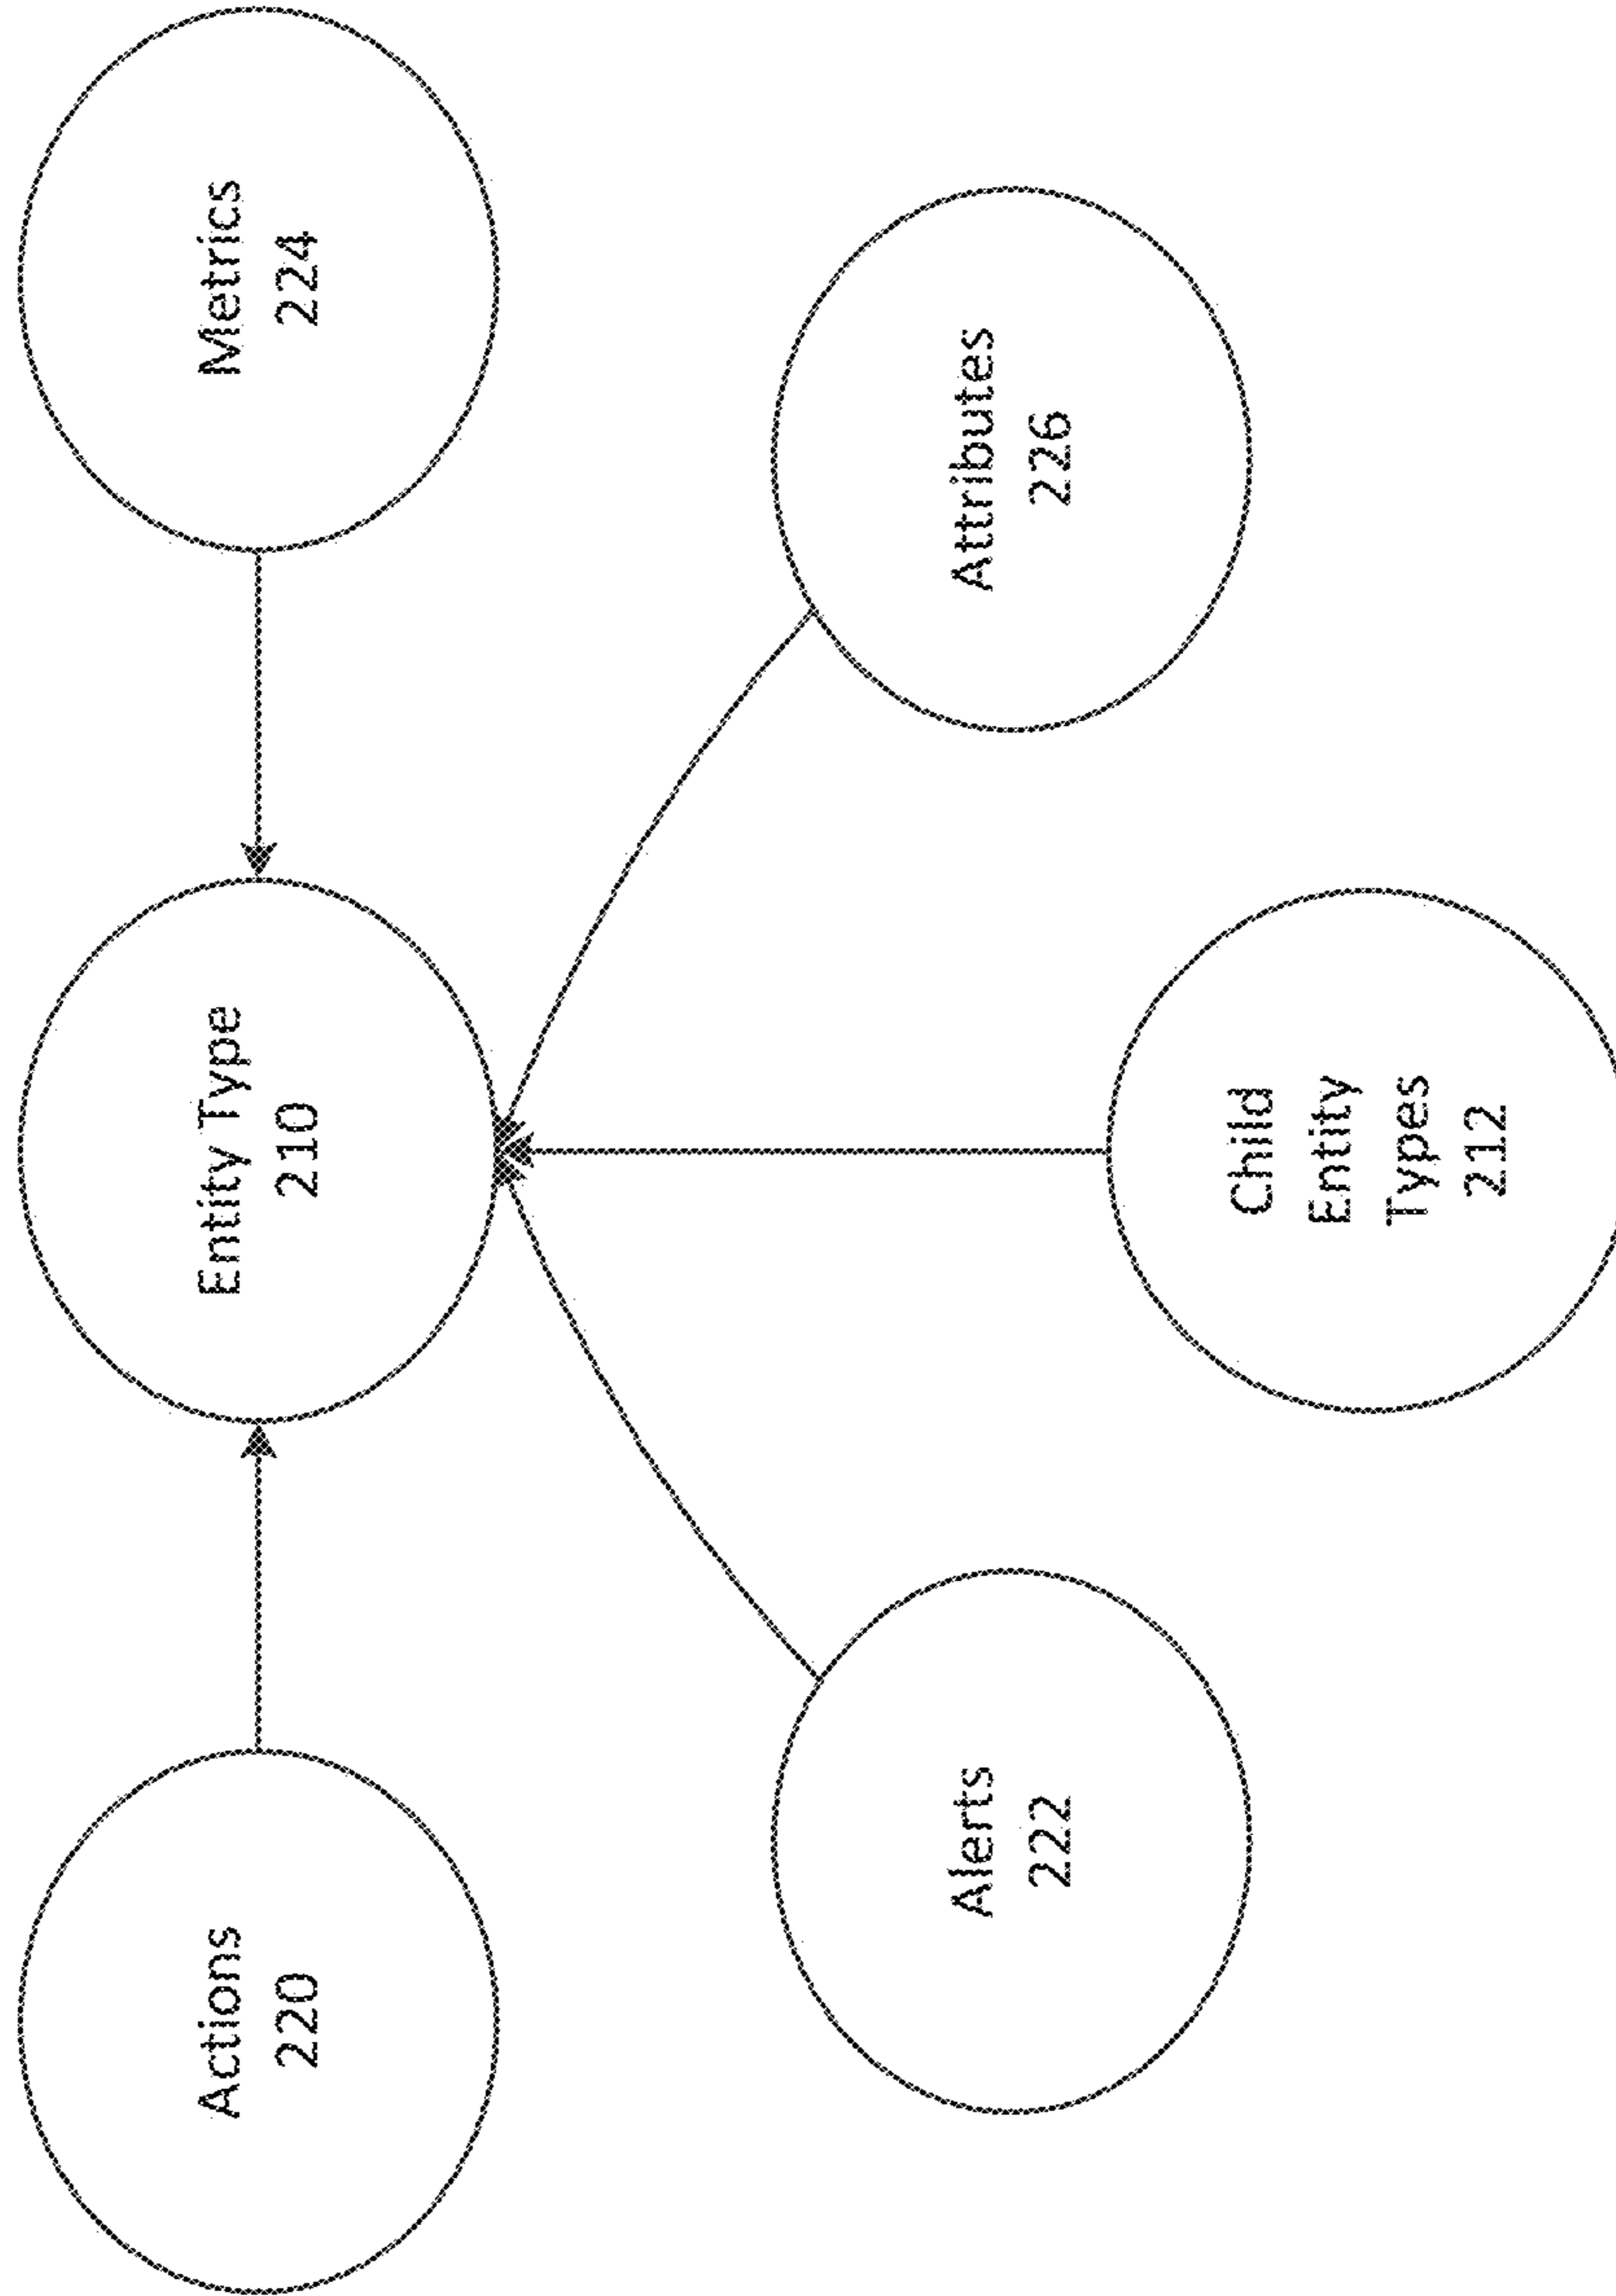 Actions
220
Entity Type
210
Metrics
224
Alerts
222
Attributes
226
Child
Entity
Types
212